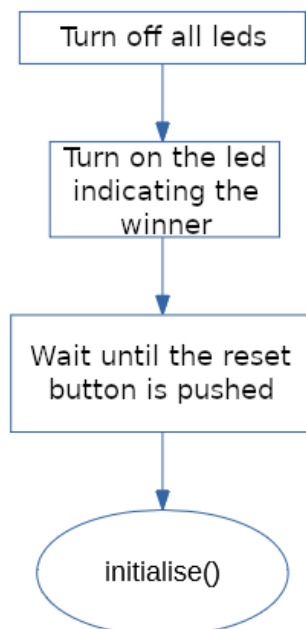 Turn off all leds
Turn on the led
indicating the
winner
Wait until the reset
button is pushed
initialise()